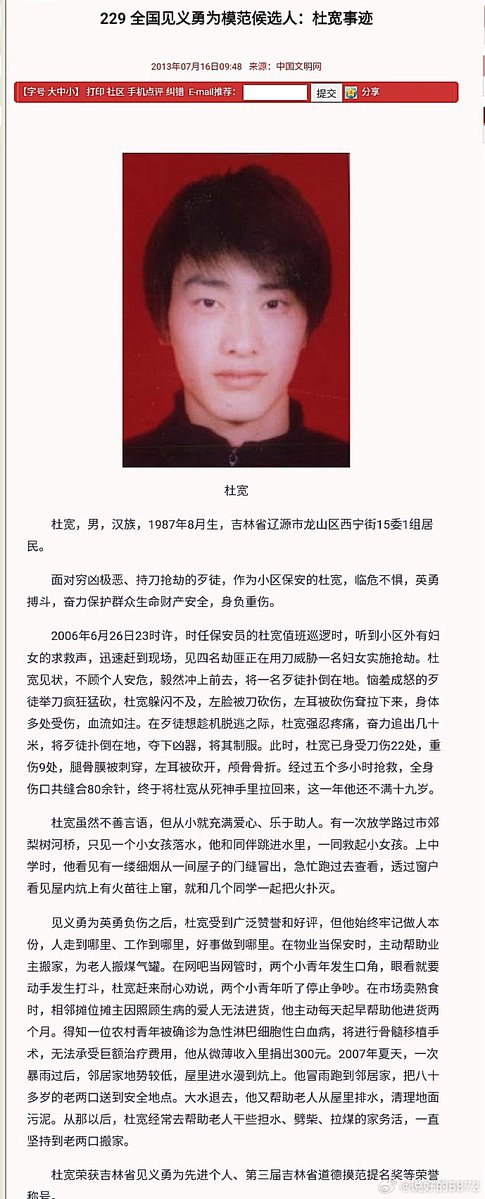 229 全国见义勇为模范候选人：杜宽事迹
2013年07月16日09:48 来源：中国文明网
【字号 大中小】 打印 社区 手机点评 纠错 E-mail推荐： 提交 分享
杜宽
杜宽，男，汉族，1987年8月生，吉林省辽源市龙山区西宁街15委1组居
民。
面对穷凶极恶、持刀抢劫的歹徒，作为小区保安的杜宽，临危不惧，英勇
搏斗，奋力保护群众生命财产安全，身负重伤。
2006年6月26日23时许，时任保安员的杜宽值班巡逻时，听到小区外有妇
女的求救声，迅速赶到现场，见四名劫匪正在用刀威胁一名妇女实施抢劫。杜
宽见状，不顾个人安危，毅然冲上前去，将一名歹徒扑倒在地。恼羞成怒的歹
徒举刀疯狂猛砍，杜宽躲闪不及，左脸被刀砍伤，左耳被砍伤耷拉下来，身体
多处受伤，血流如注。在歹徒想趁机脱逃之际，杜宽强忍疼痛，奋力追出几十
米，将歹徒扑倒在地，夺下凶器，将其制服。此时，杜宽已身受刀伤22处，重
伤9处，腿骨膜被刺穿，左耳被砍开，颅骨骨折。经过五个多小时抢救，全身
伤口共缝合80余针，终于将杜宽从死神手里拉回来，这一年他还不满十九岁。
杜宽虽然不善言语，但从小就充满爱心、乐于助人。有一次放学路过市郊
梨树河桥，只见一个小女孩落水，他和同伴跳进水里，一同救起小女孩。上中
学时，他看见有一缕细烟从一间屋子的门缝冒出，急忙跑过去查看，透过窗户
看见屋内炕上有火苗往上窜，就和几个同学一起把火扑灭。
见义勇为英勇负伤之后，杜宽受到广泛赞誉和好评，但他始终牢记做人本
份，人走到哪里、工作到哪里，好事做到哪里。在物业当保安时，主动帮助业
主搬家，为老人搬煤气罐。在网吧当网管时，两个小青年发生口角，眼看就要
动手发生打斗，杜宽赶来耐心劝说，两个小青年听了停止争吵。在市场卖熟食
时，相邻摊位摊主因照顾生病的爱人无法进货，他主动每天起早帮助他进货两
个月。得知一位农村青年被确诊为急性淋巴细胞性白血病，将进行骨髓移植手
术，无法承受巨额治疗费用，他从微薄收入里捐出300元。2007年夏天，一次
暴雨过后，邻居家地势较低，屋里进水漫到炕上。他冒雨跑到邻居家，把八十
多岁的老两口送到安全地点。大水退去，他又帮助老人从屋里排水，清理地面
污泥。从那以后，杜宽经常去帮助老人干些担水、劈柴、拉煤的家务活，一直
坚持到老两口搬家。
杜宽荣获吉林省见义勇为先进个人、第三届吉林省道德摸范提名奖等荣誉
称号。